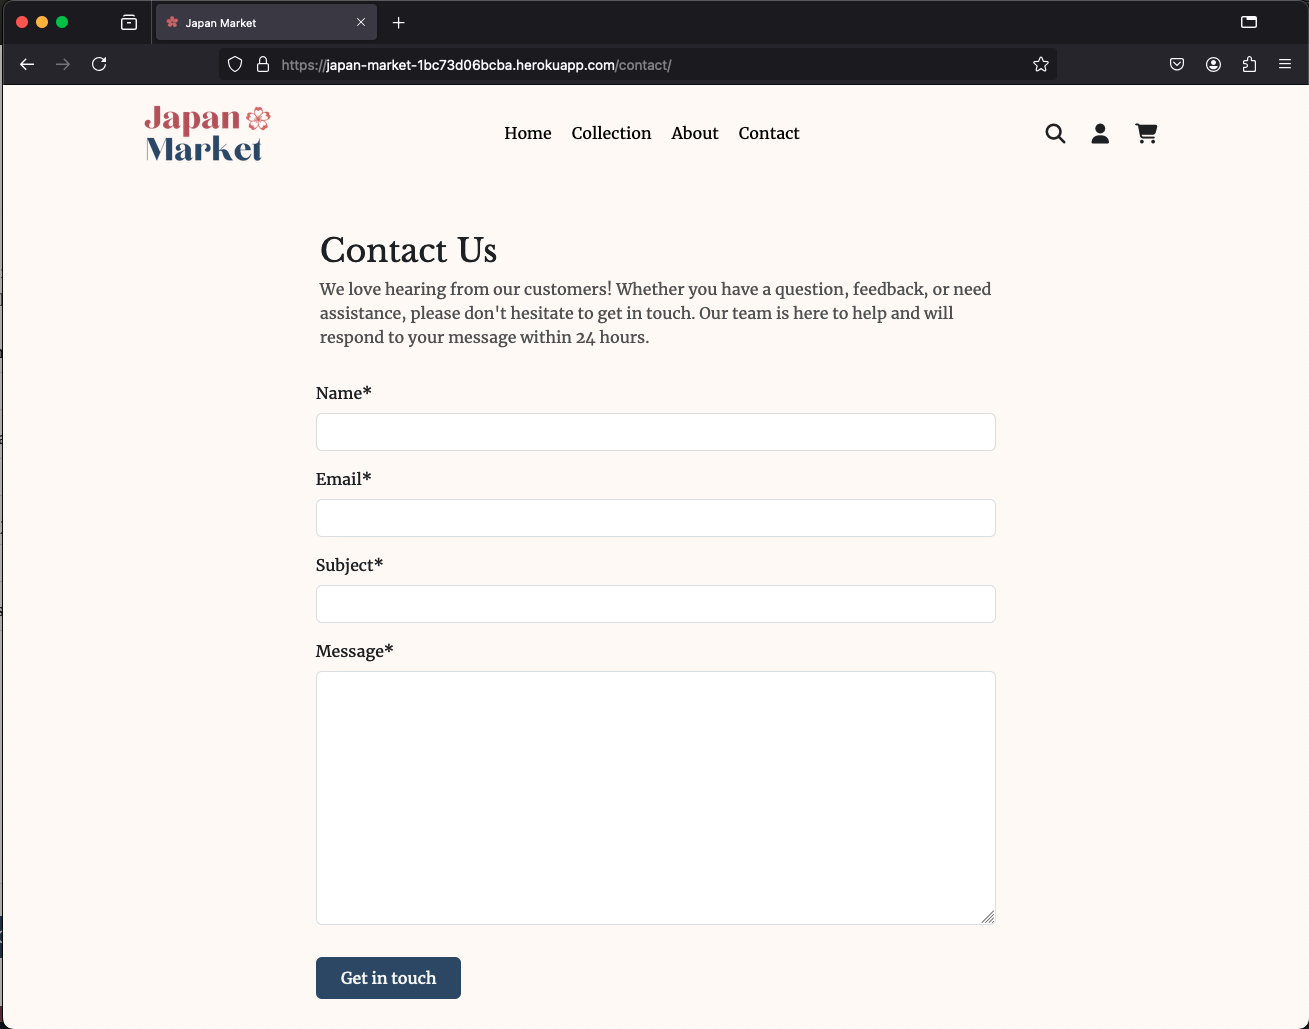 Japan Market
https://japan-market-1bc73d06bcba.herokuapp.com/contact/
Japan
Market
Home Collection About Contact
Contact Us
We love hearing from our customers! Whether you have a question, feedback, or need
assistance, please don't hesitate to get in touch. Our team is here to help and will
respond to your message within 24 hours.
Name*
Email*
Subject*
Message*
Get in touch